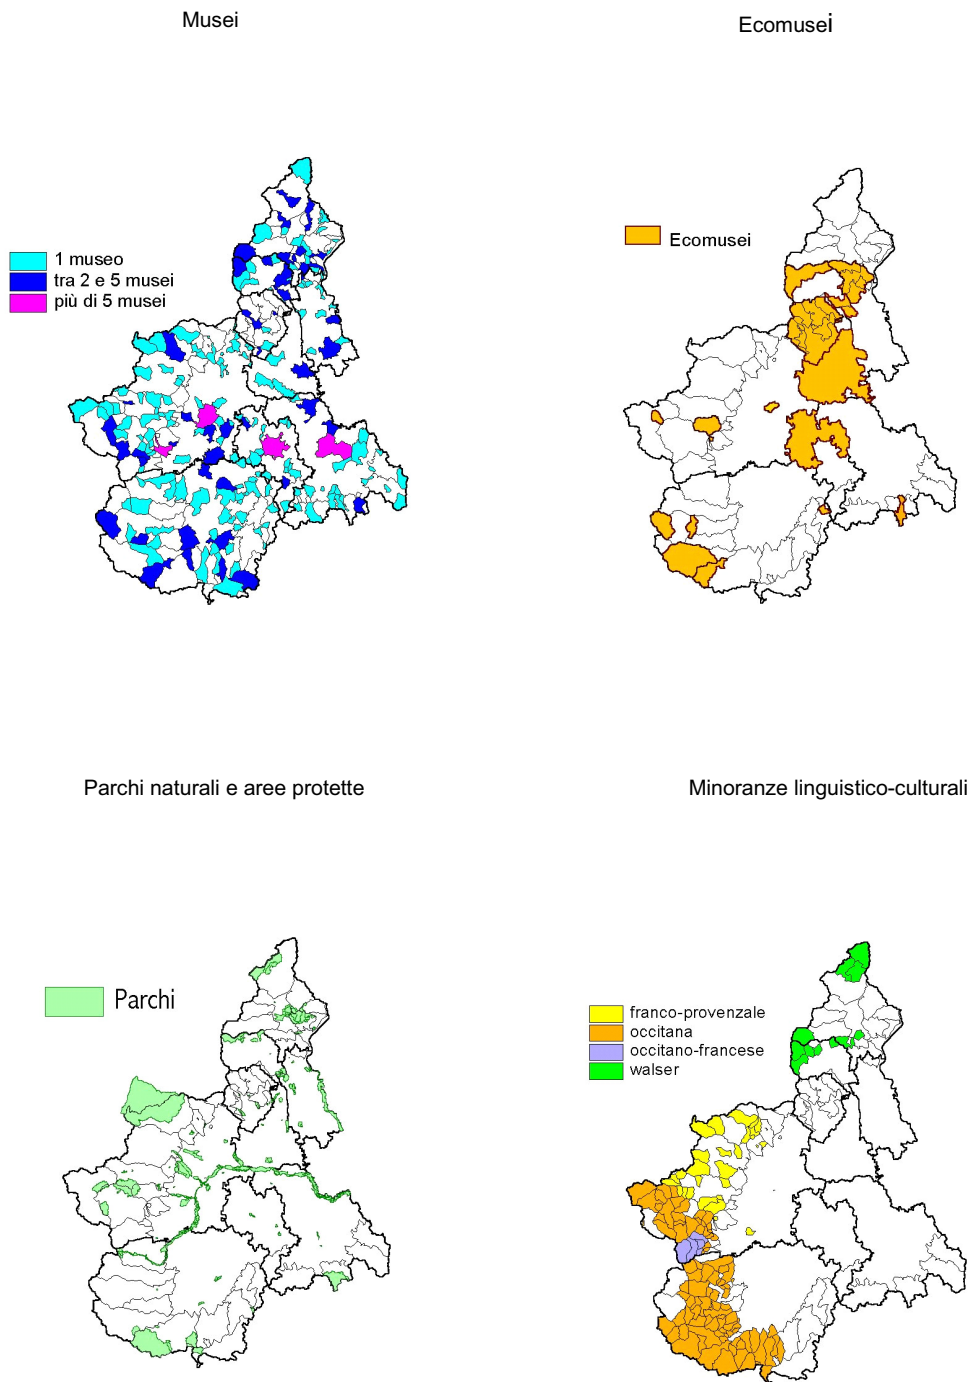 Musei
Ecomusei
1 museo
tra 2 e 5 musei
più di 5 musei
Ecomusei
Parchi naturali e aree protette
Minoranze linguistico-culturali
Parchi
franco-provenzale
occitana
occitano-francese
walser